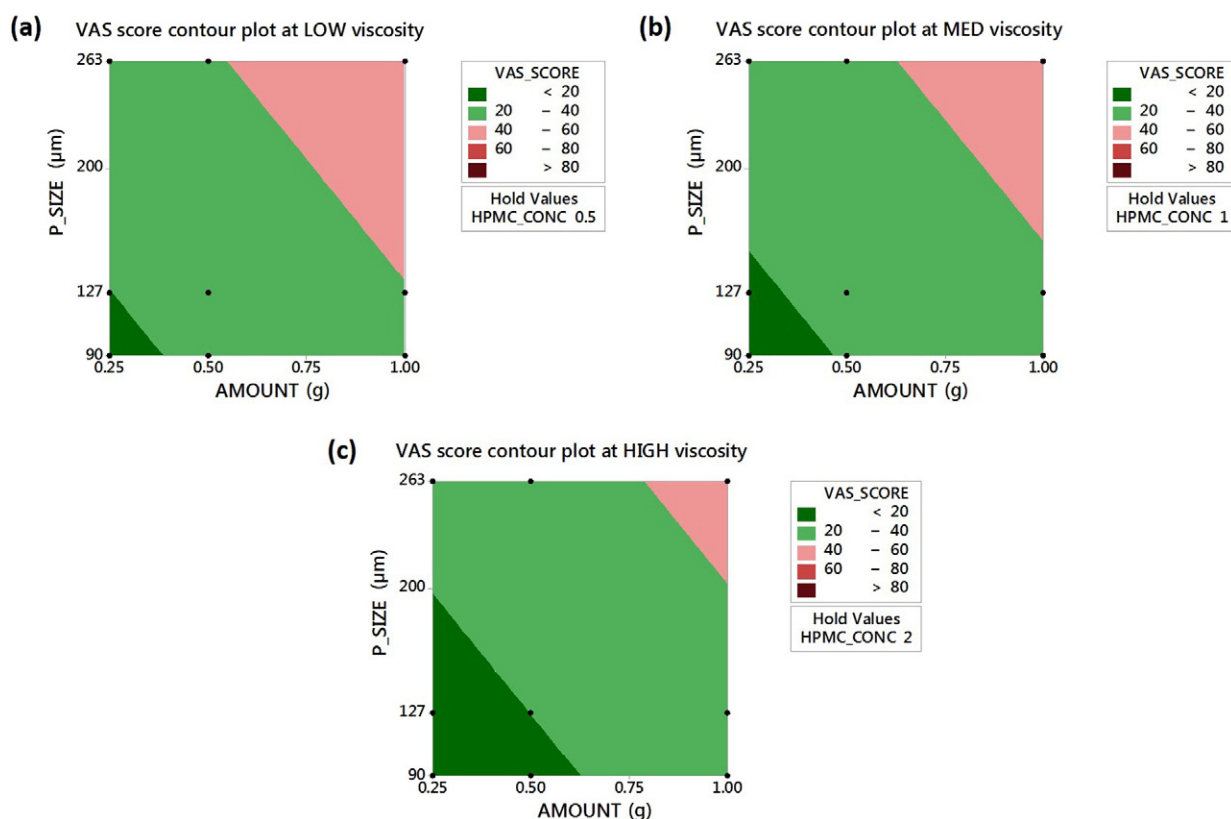 (a)
VAS score contour plot at LOW viscosity
263
200
127
90
P_SIZE (µm)
0.25 0.50 0.75 1.00
AMOUNT (g)
VAS_SCORE
< 20
20 – 40
40 – 60
60 – 80
> 80
Hold Values
HPMC_CONC 0.5
(b)
VAS score contour plot at MED viscosity
263
200
127
90
P_SIZE (µm)
0.25 0.50 0.75 1.00
AMOUNT (g)
VAS_SCORE
< 20
20 – 40
40 – 60
60 – 80
> 80
Hold Values
HPMC_CONC 1
(c)
VAS score contour plot at HIGH viscosity
263
200
127
90
P_SIZE (µm)
0.25 0.50 0.75 1.00
AMOUNT (g)
VAS_SCORE
< 20
20 – 40
40 – 60
60 – 80
> 80
Hold Values
HPMC_CONC 2